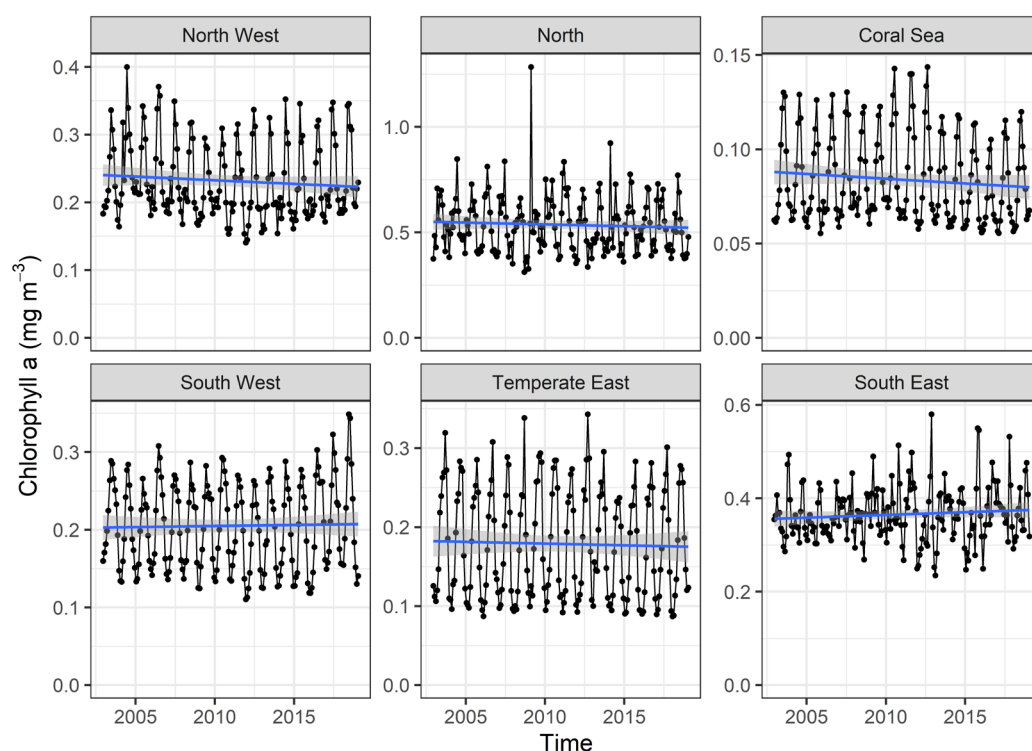 North West
North
Coral Sea
0.4
0.3
0.2
0.1
0.0
1.0
0.5
0.0
0.15
0.10
0.05
0.00
Chlorophyll a (mg m⁻³)
South West
Temperate East
South East
0.3
0.2
0.1
0.0
0.3
0.2
0.1
0.0
0.6
0.4
0.2
0.0
2005 2010 2015
2005 2010 2015
2005 2010 2015
Time